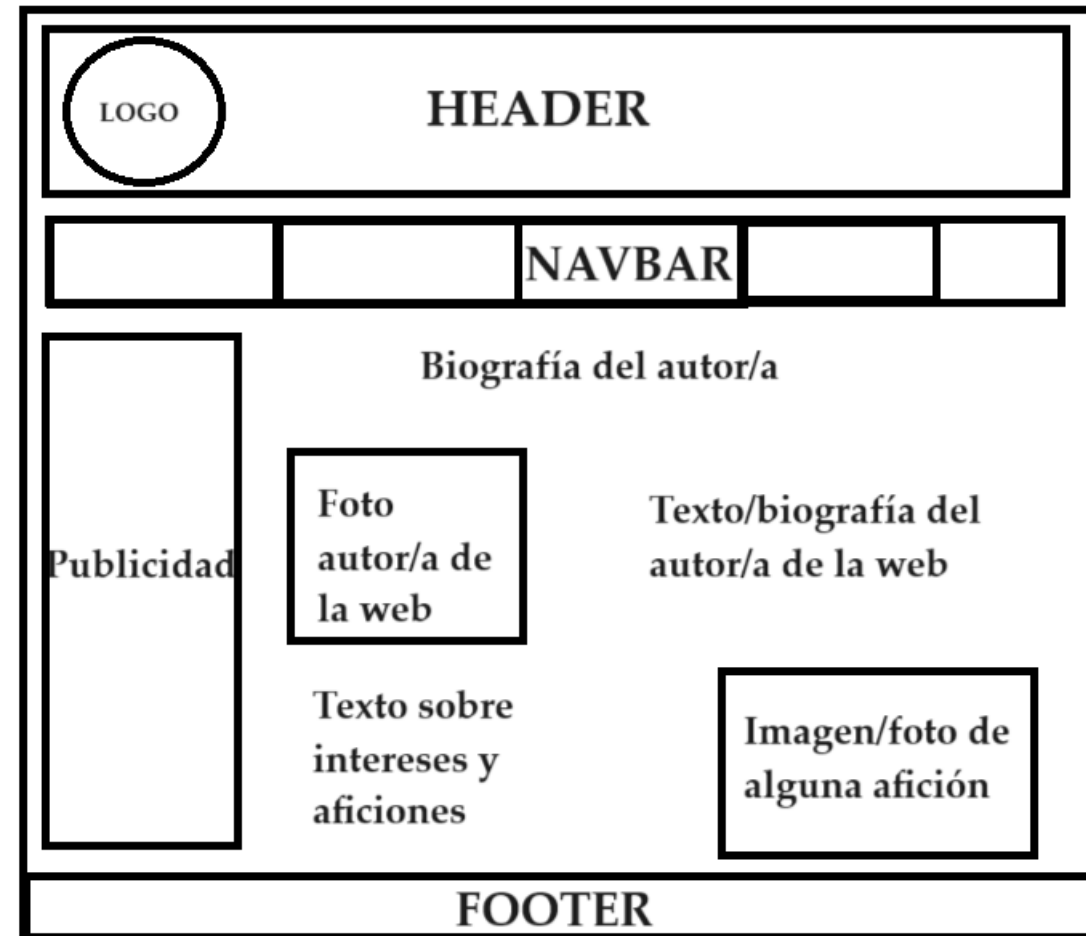 LOGO
HEADER
NAVBAR
Biografía del autor/a
Publicidad
Foto
autor/a de
la web
Texto/biografía del
autor/a de la web
Texto sobre
intereses y
aficiones
Imagen/foto de
alguna afición
FOOTER